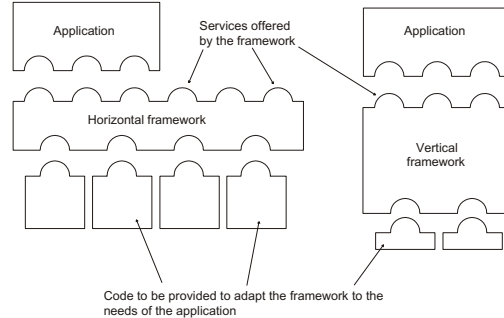 Application
Services offered
by the framework
Application
Horizontal framework
Vertical
framework
Code to be provided to adapt the framework to the
needs of the application